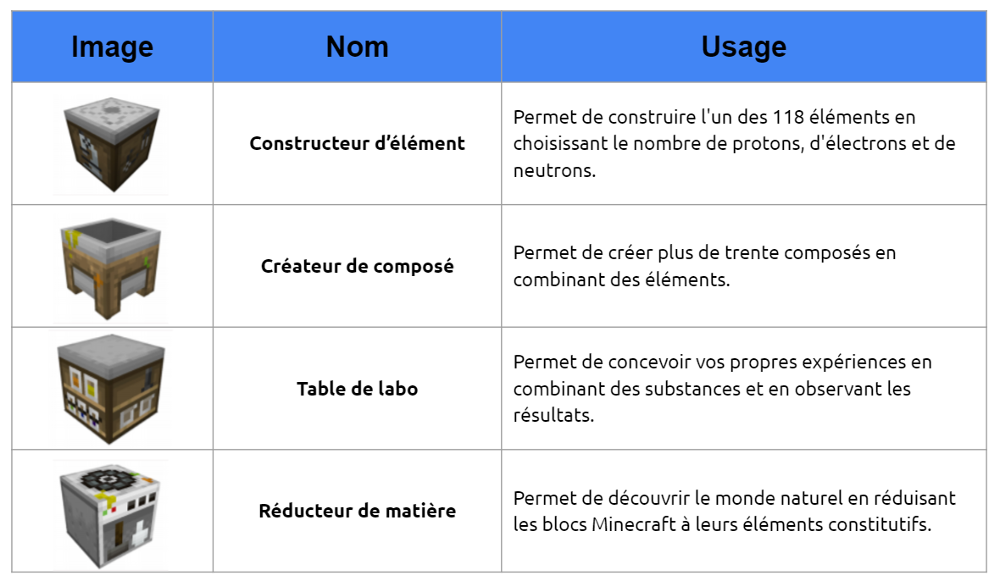 Image
Nom
Usage
Constructeur d’élément
Permet de construire l'un des 118 éléments en
choisissant le nombre de protons, d'électrons et de
neutrons.
Créateur de composé
Permet de créer plus de trente composés en
combinant des éléments.
Table de labo
Permet de concevoir vos propres expériences en
combinant des substances et en observant les
résultats.
Réducteur de matière
Permet de découvrir le monde naturel en réduisant
les blocs Minecraft à leurs éléments constitutifs.